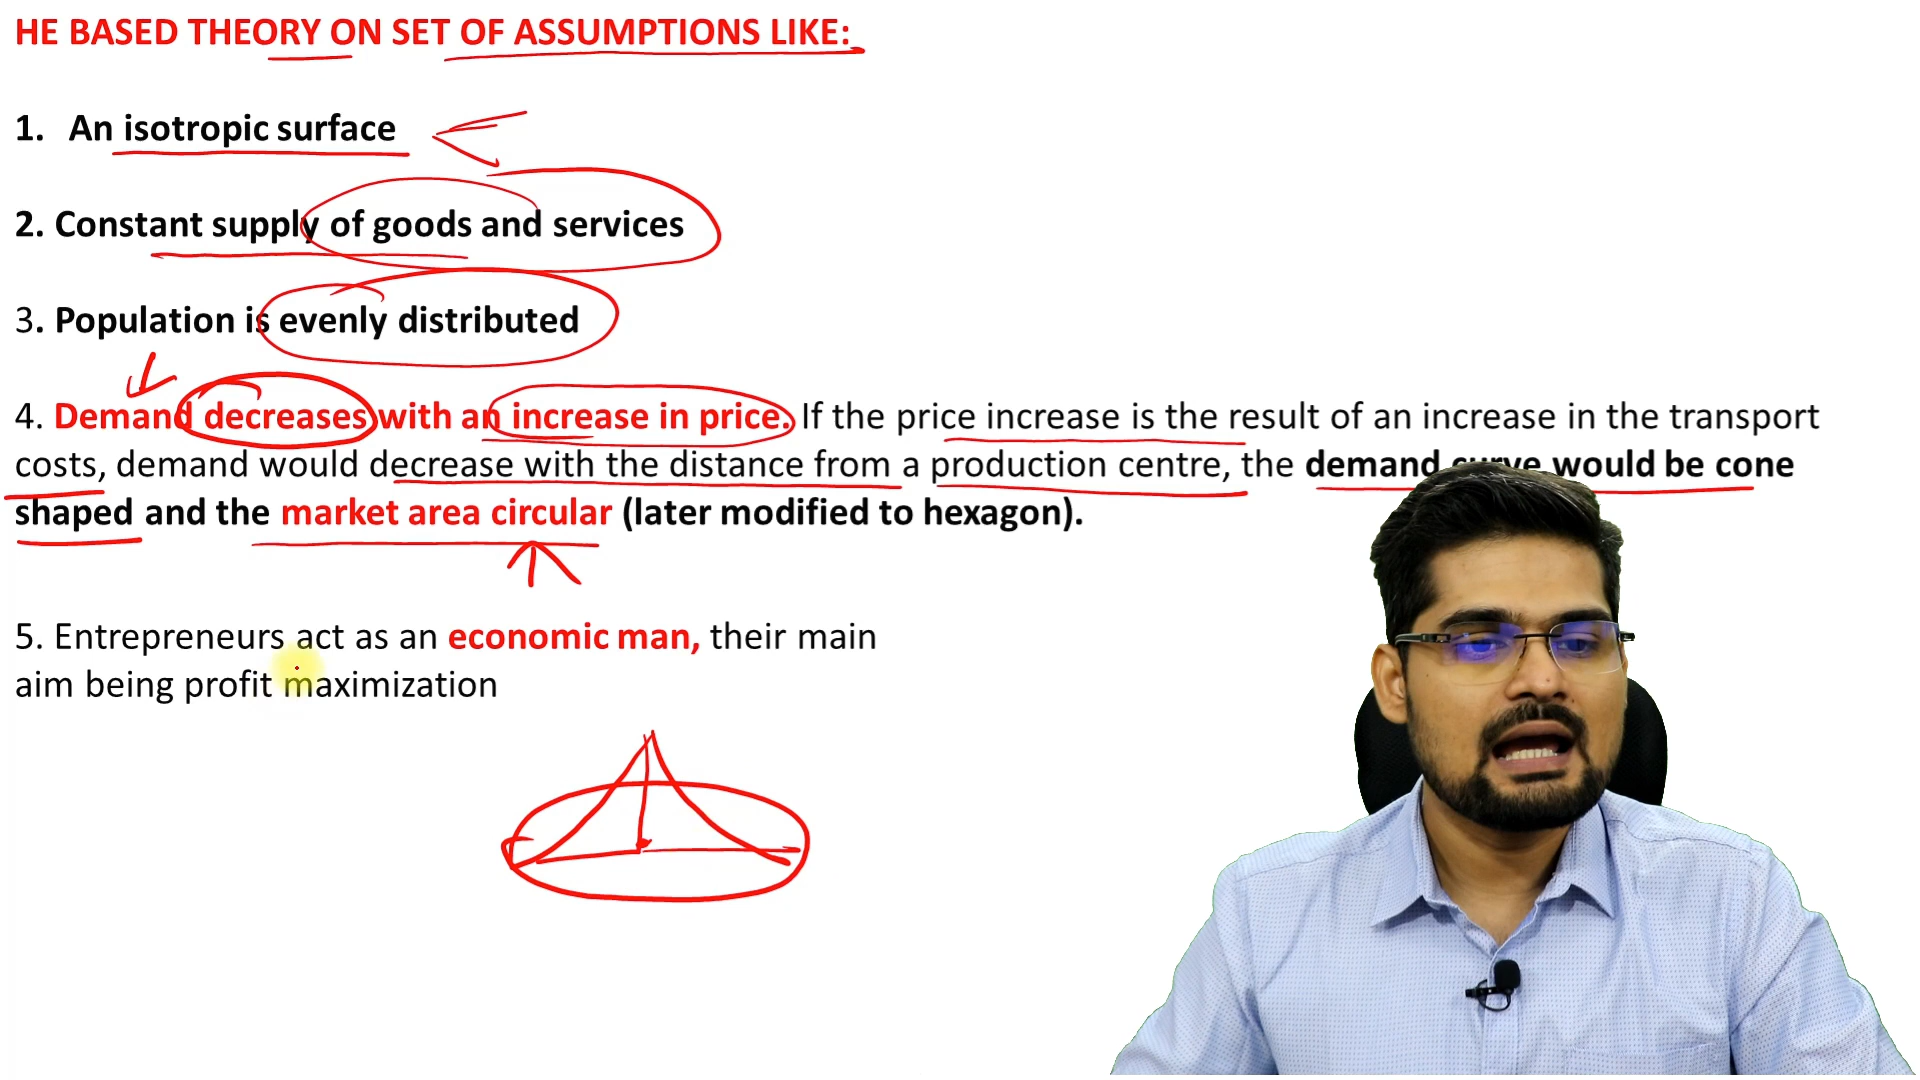 HE BASED THEORY ON SET OF ASSUMPTIONS LIKE:
1. An isotropic surface
2. Constant supply of goods and services
3. Population is evenly distributed
4. Demand decreases with an increase in price. If the price increase is the result of an increase in the transport
costs, demand would decrease with the distance from a production centre, the demand curve would be cone
shaped and the market area circular (later modified to hexagon).
5. Entrepreneurs act as an economic man, their main
aim being profit maximization